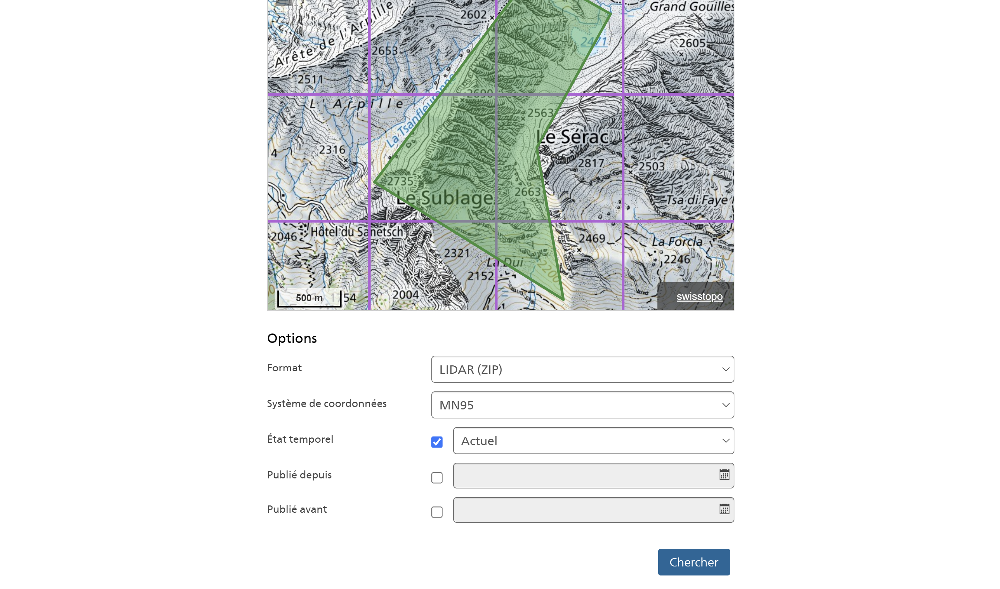 Grand Gouilles
2602
Arête de l'Arpille
2471
2605
2653
2511
2690
L'Arpille
La Tsanfleuronne
2563
Le Sérac
2316
14
2817
2503
2735
Le Sublage
2663
Tsa di Faye
Hôtel du Sanetsch
2046
2469
La Forcla
2321
2246
La Dui
2200
2152
500 m
1754
2004
swisstopo
Options
Format
LIDAR (ZIP)
Système de coordonnées
MN95
État temporel
Actuel
Publié depuis
Publié avant
Chercher